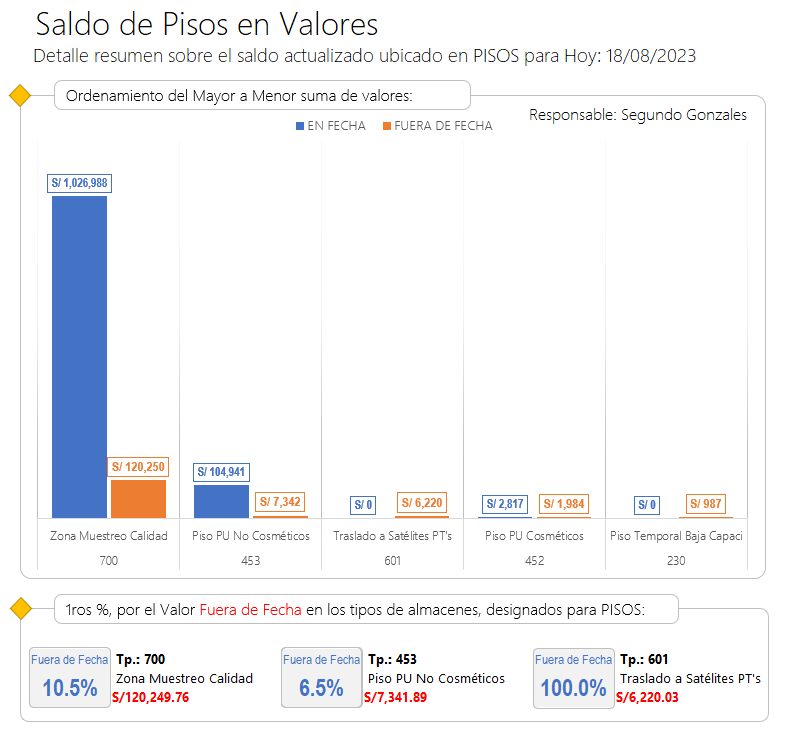 Saldo de Pisos en Valores
Detalle resumen sobre el saldo actualizado ubicado en PISOS para Hoy: 18/08/2023
Ordenamiento del Mayor a Menor suma de valores:
Responsable: Segundo Gonzales
EN FECHA FUERA DE FECHA
S/ 1,026,988
S/ 120,250
S/ 104,941
S/ 7,342
S/ 0
S/ 6,220
S/ 2,817
S/ 1,984
S/ 0
S/ 987
Zona Muestreo Calidad Piso PU No Cosméticos Traslado a Satélites PT's Piso PU Cosméticos Piso Temporal Baja Capaci
700 453 601 452 230
1ros %, por el Valor Fuera de Fecha en los tipos de almacenes, designados para PISOS:
Fuera de Fecha
10.5%
Tp.: 700
Zona Muestreo Calidad
S/120,249.76
Fuera de Fecha
6.5%
Tp.: 453
Piso PU No Cosméticos
S/7,341.89
Fuera de Fecha
100.0%
Tp.: 601
Traslado a Satélites PT's
S/6,220.03